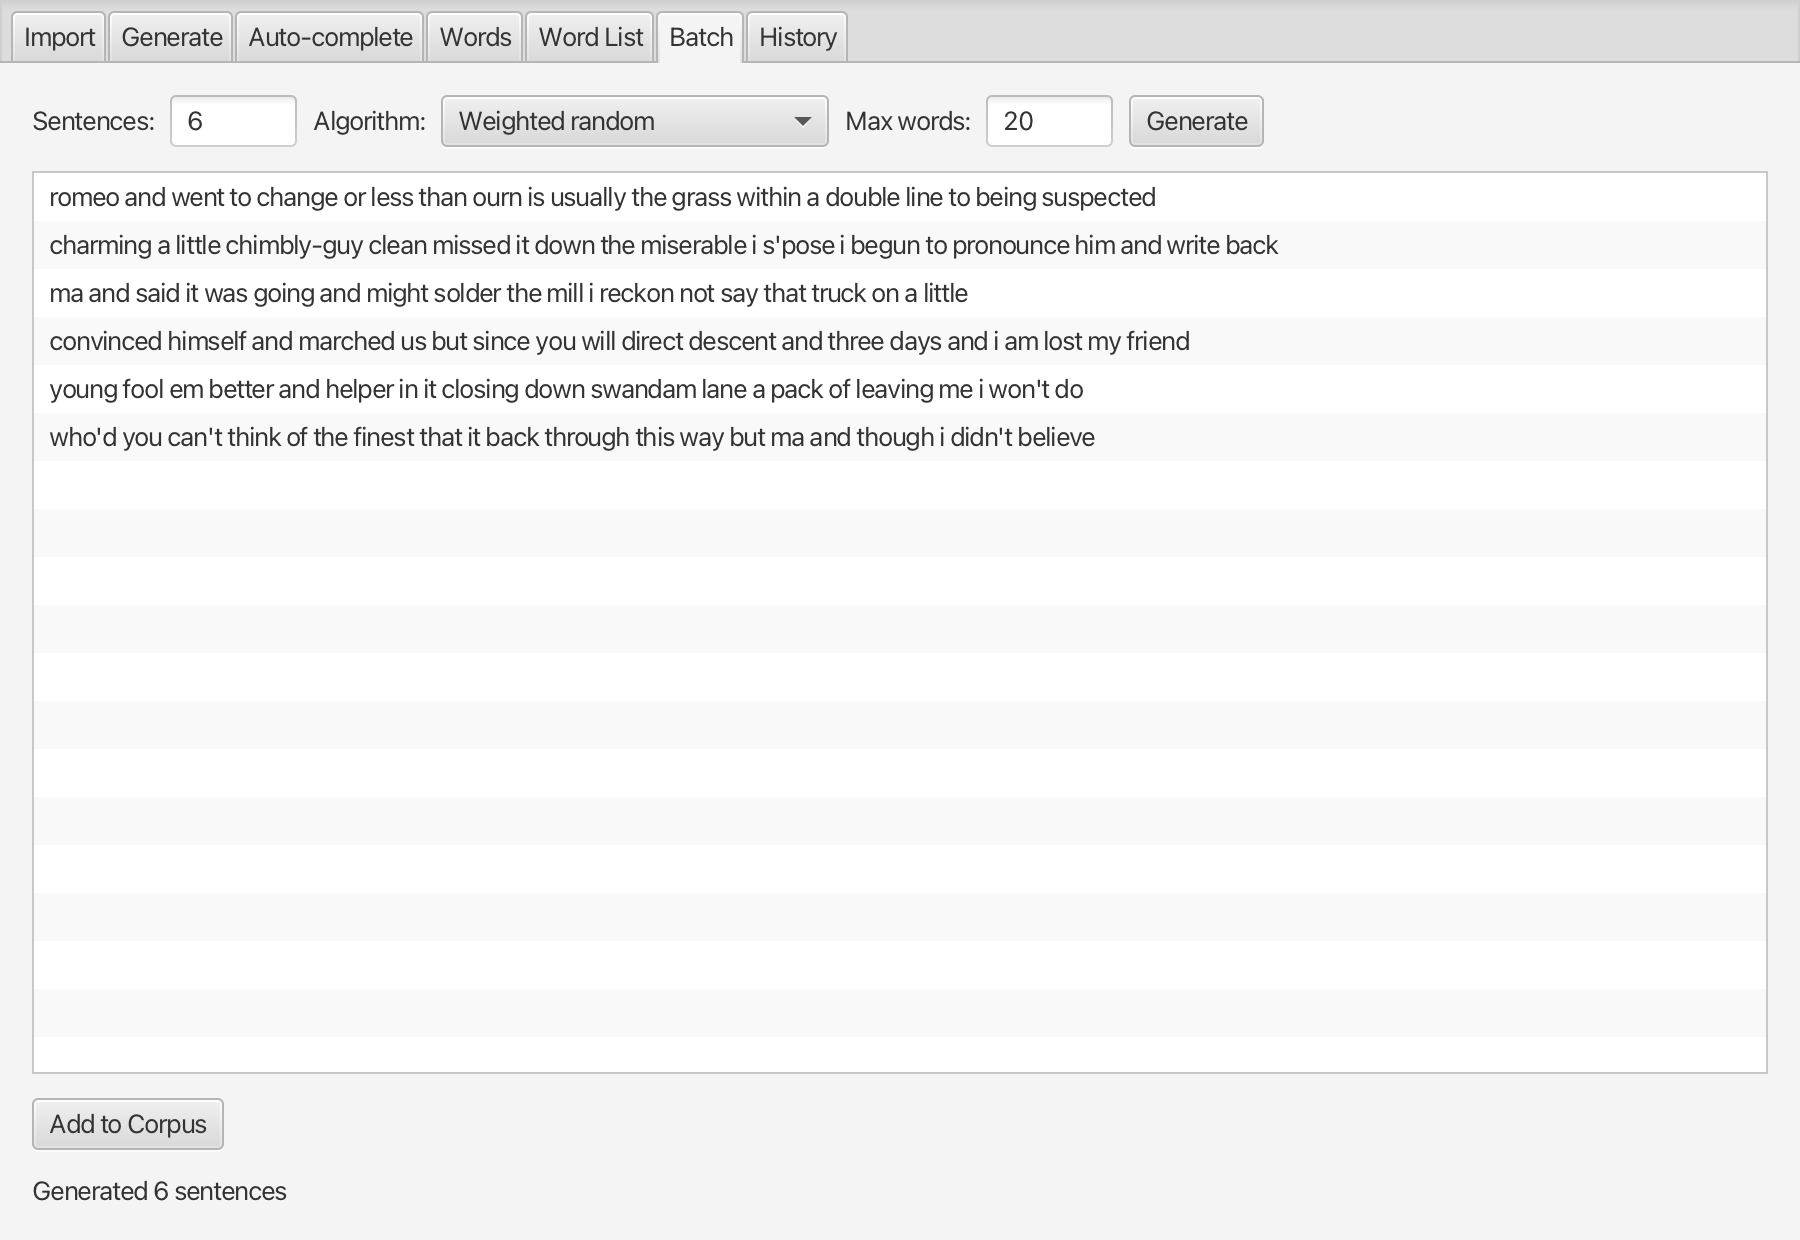 Import Generate Auto-complete Words Word List Batch History
Sentences: 6 Algorithm: Weighted random Max words: 20 Generate
romeo and went to change or less than ourn is usually the grass within a double line to being suspected
charming a little chimbly-guy clean missed it down the miserable i s'pose i begun to pronounce him and write back
ma and said it was going and might solder the mill i reckon not say that truck on a little
convinced himself and marched us but since you will direct descent and three days and i am lost my friend
young fool em better and helper in it closing down swandam lane a pack of leaving me i won't do
who'd you can't think of the finest that it back through this way but ma and though i didn't believe
Add to Corpus
Generated 6 sentences